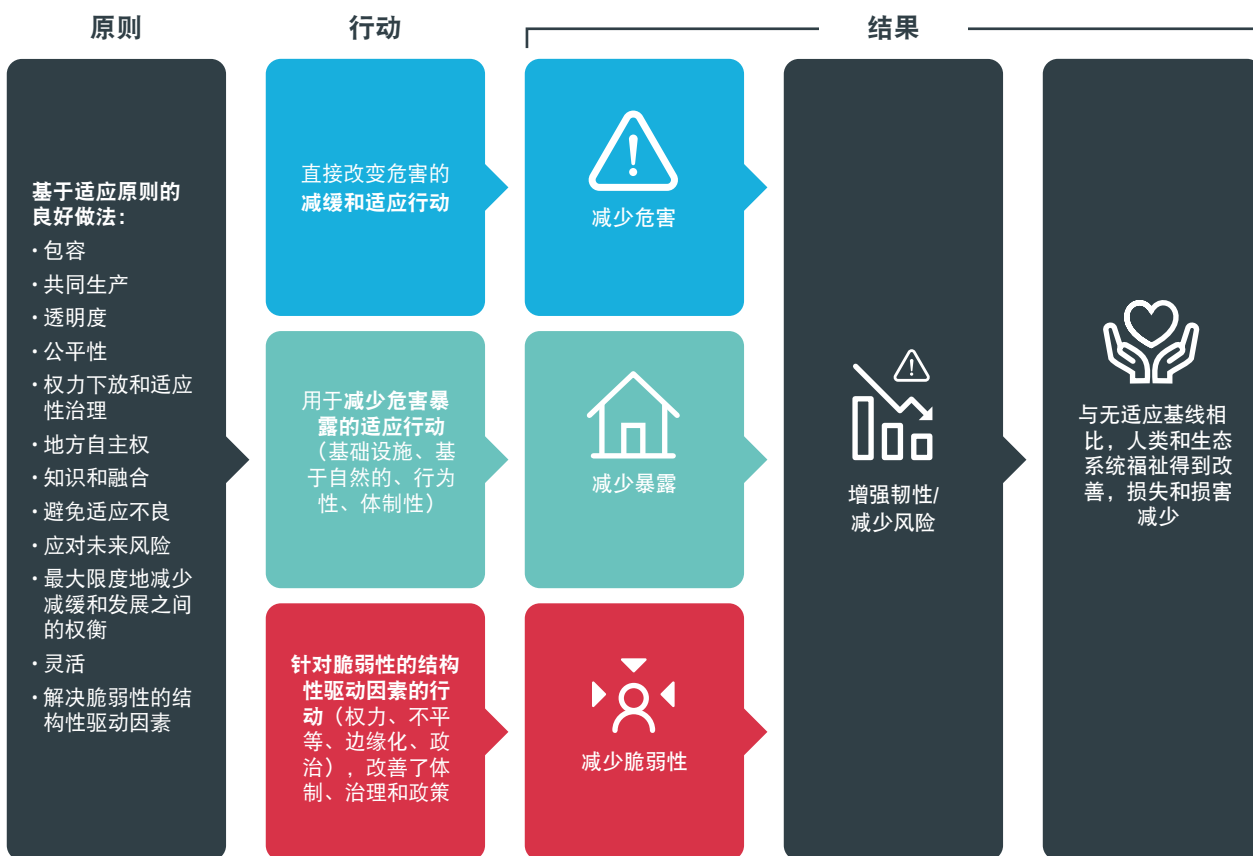 原则
行动
结果
基于适应原则的
良好做法：
·包容
·共同生产
·透明度
·公平性
·权力下放和适应
性治理
·地方自主权
·知识和融合
·避免适应不良
·应对未来风险
·最大限度地减少
减缓和发展之间
的权衡
·灵活
·解决脆弱性的结
构性驱动因素
直接改变危害的
减缓和适应行动
用于减少危害暴
露的适应行动
（基础设施、基
于自然的、行为
性、体制性）
针对脆弱性的结构
性驱动因素的行
动（权力、不平
等、边缘化、政
治），改善了体
制、治理和政策
减少危害
减少暴露
减少脆弱性
增强韧性/
减少风险
与无适应基线相
比，人类和生态
系统福祉得到改
善，损失和损害
减少